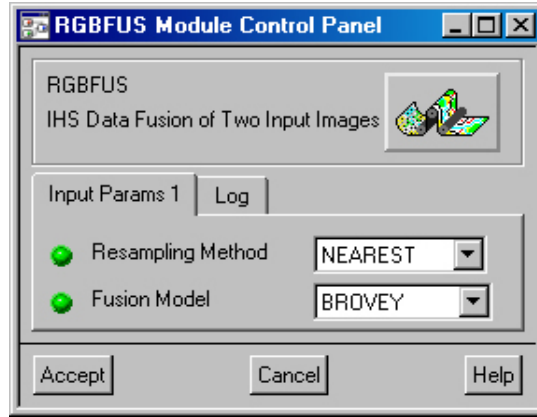 RGBFUS Module Control Panel
RGBFUS
IHS Data Fusion of Two Input Images
Input Params 1 Log
Resampling Method NEAREST
Fusion Model BROVEY
Accept Cancel Help